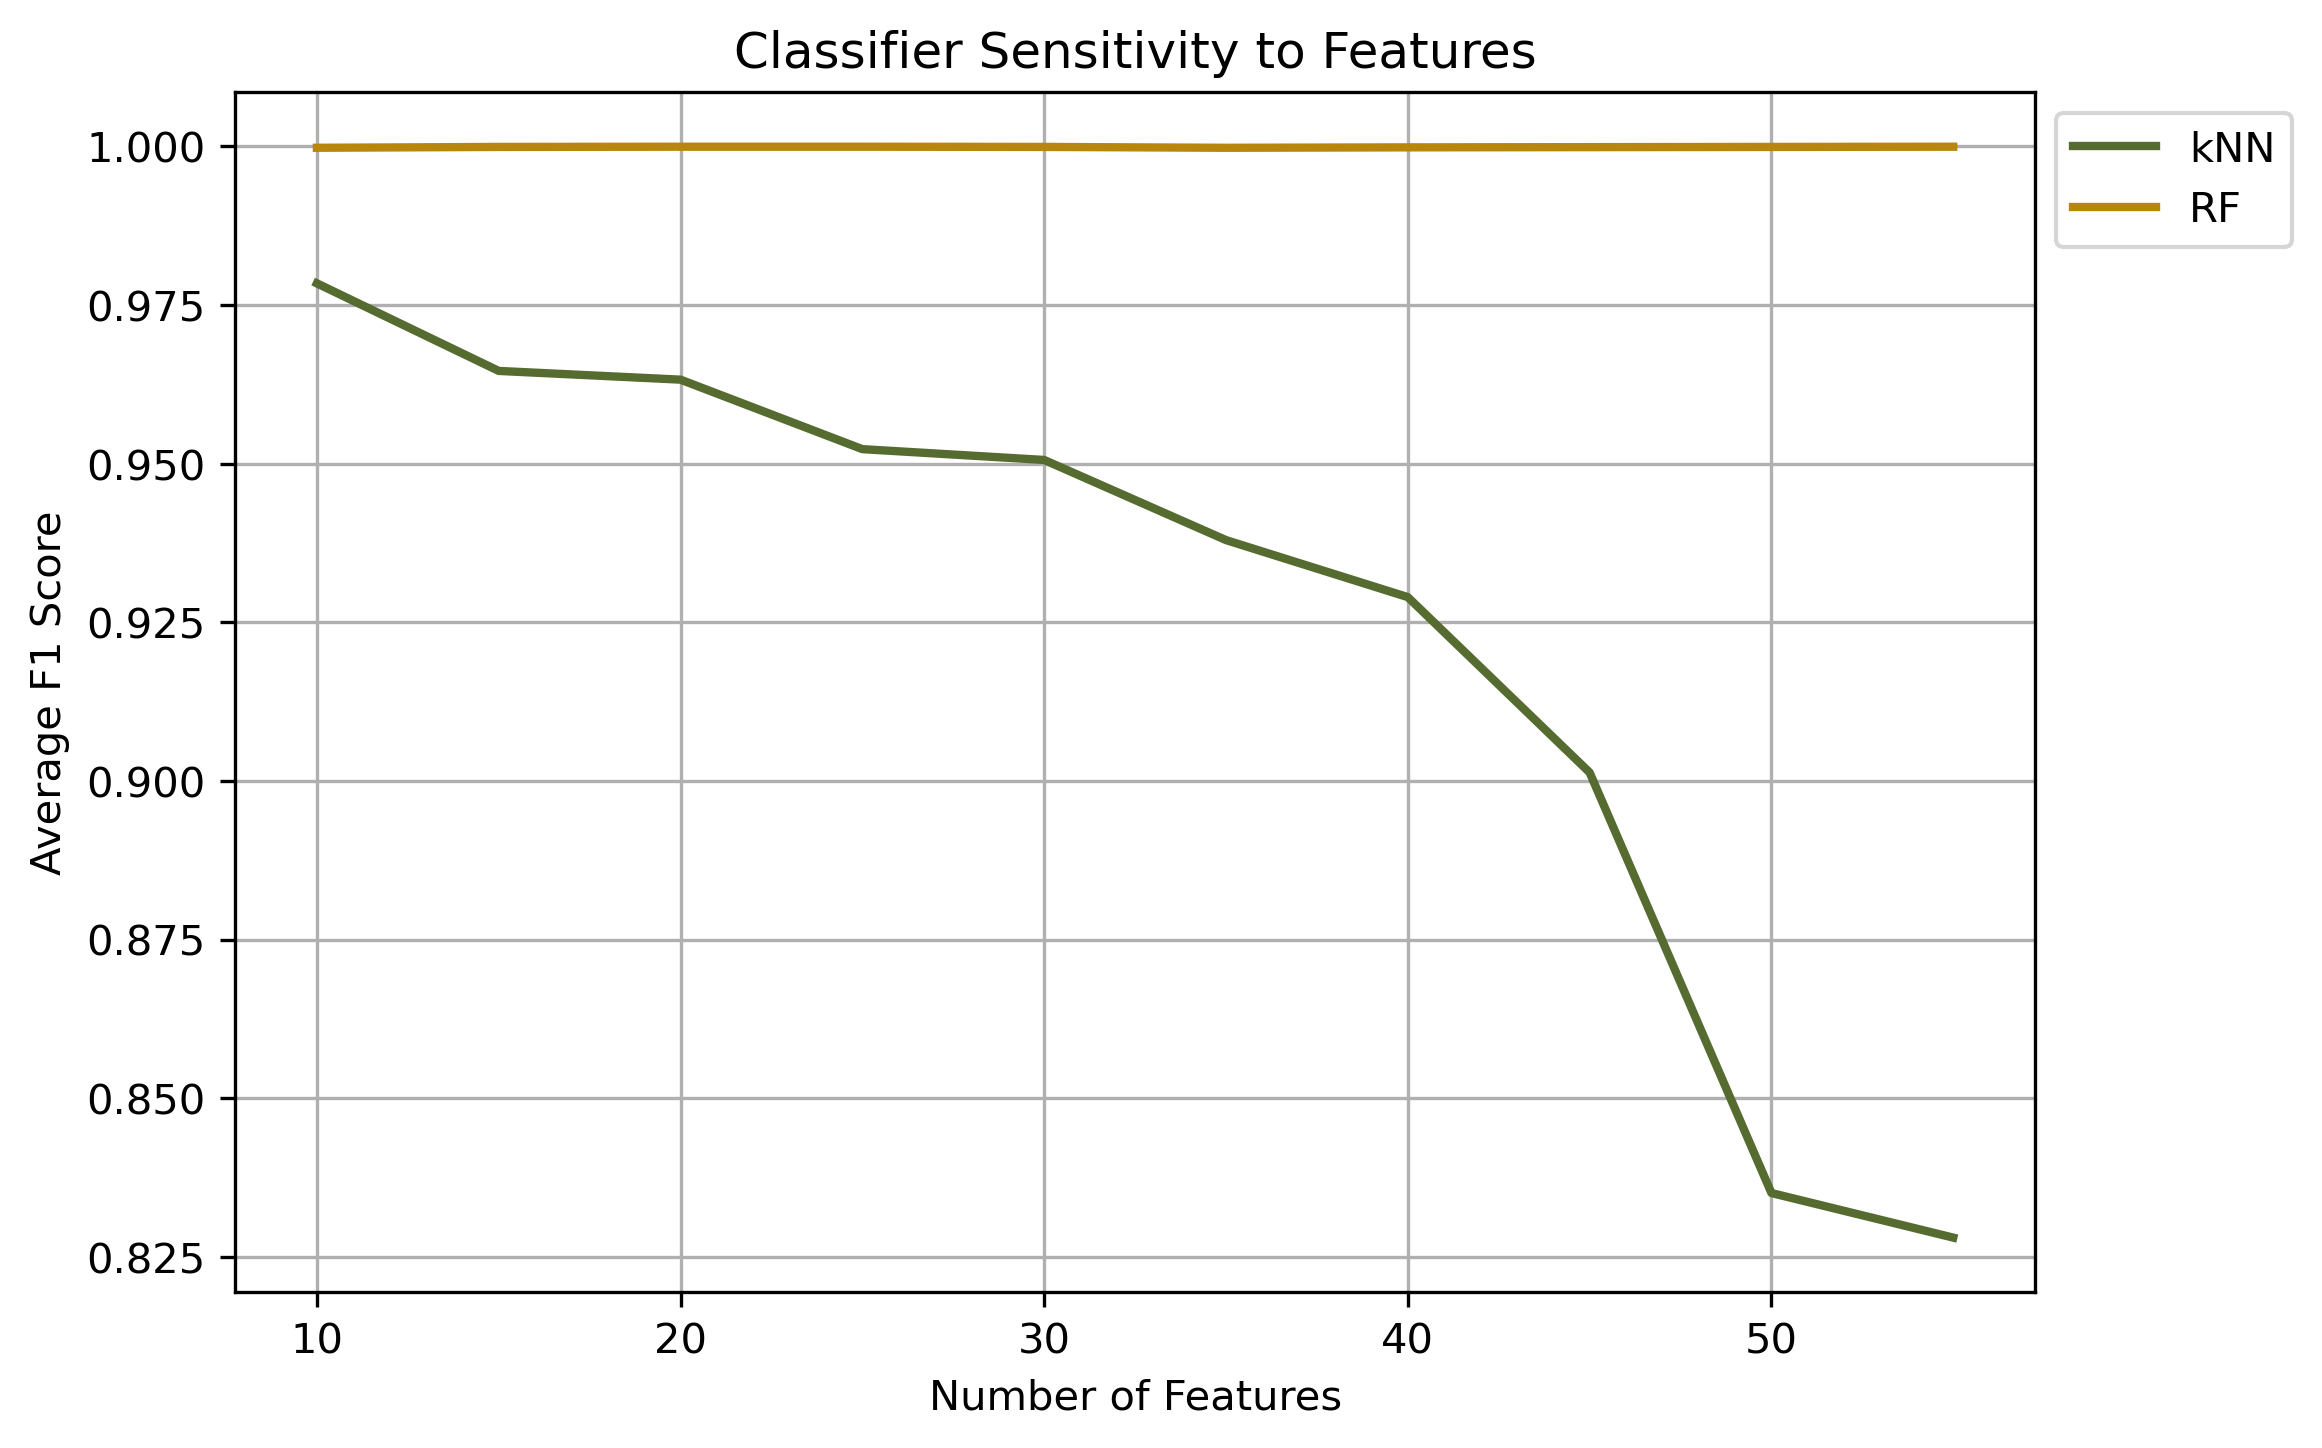 Classifier Sensitivity to Features
1.000
0.975
0.950
0.925
0.900
0.875
0.850
0.825
Average F1 Score
10 20 30 40 50
Number of Features
kNN
RF